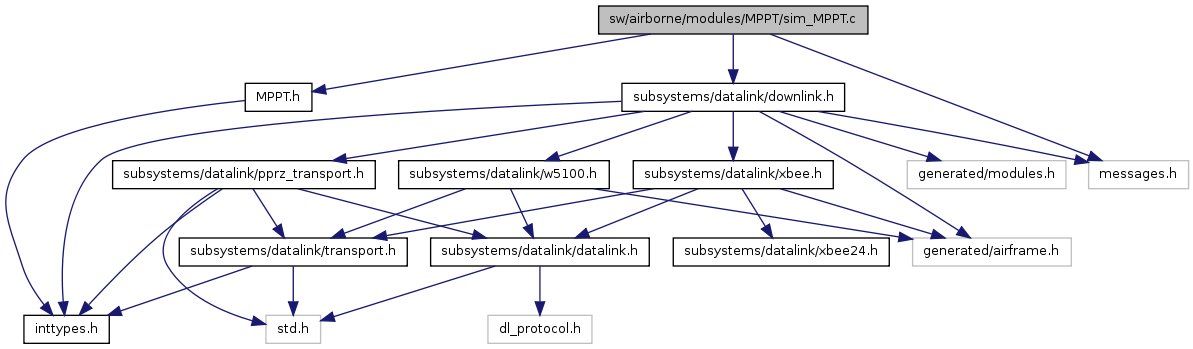 sw/airborne/modules/MPPT/sim_MPPT.c
MPPT.h
subsystems/datalink/downlink.h
subsystems/datalink/pprz_transport.h
subsystems/datalink/w5100.h
subsystems/datalink/xbee.h
generated/modules.h
messages.h
subsystems/datalink/transport.h
subsystems/datalink/datalink.h
subsystems/datalink/xbee24.h
generated/airframe.h
inttypes.h
std.h
dl_protocol.h